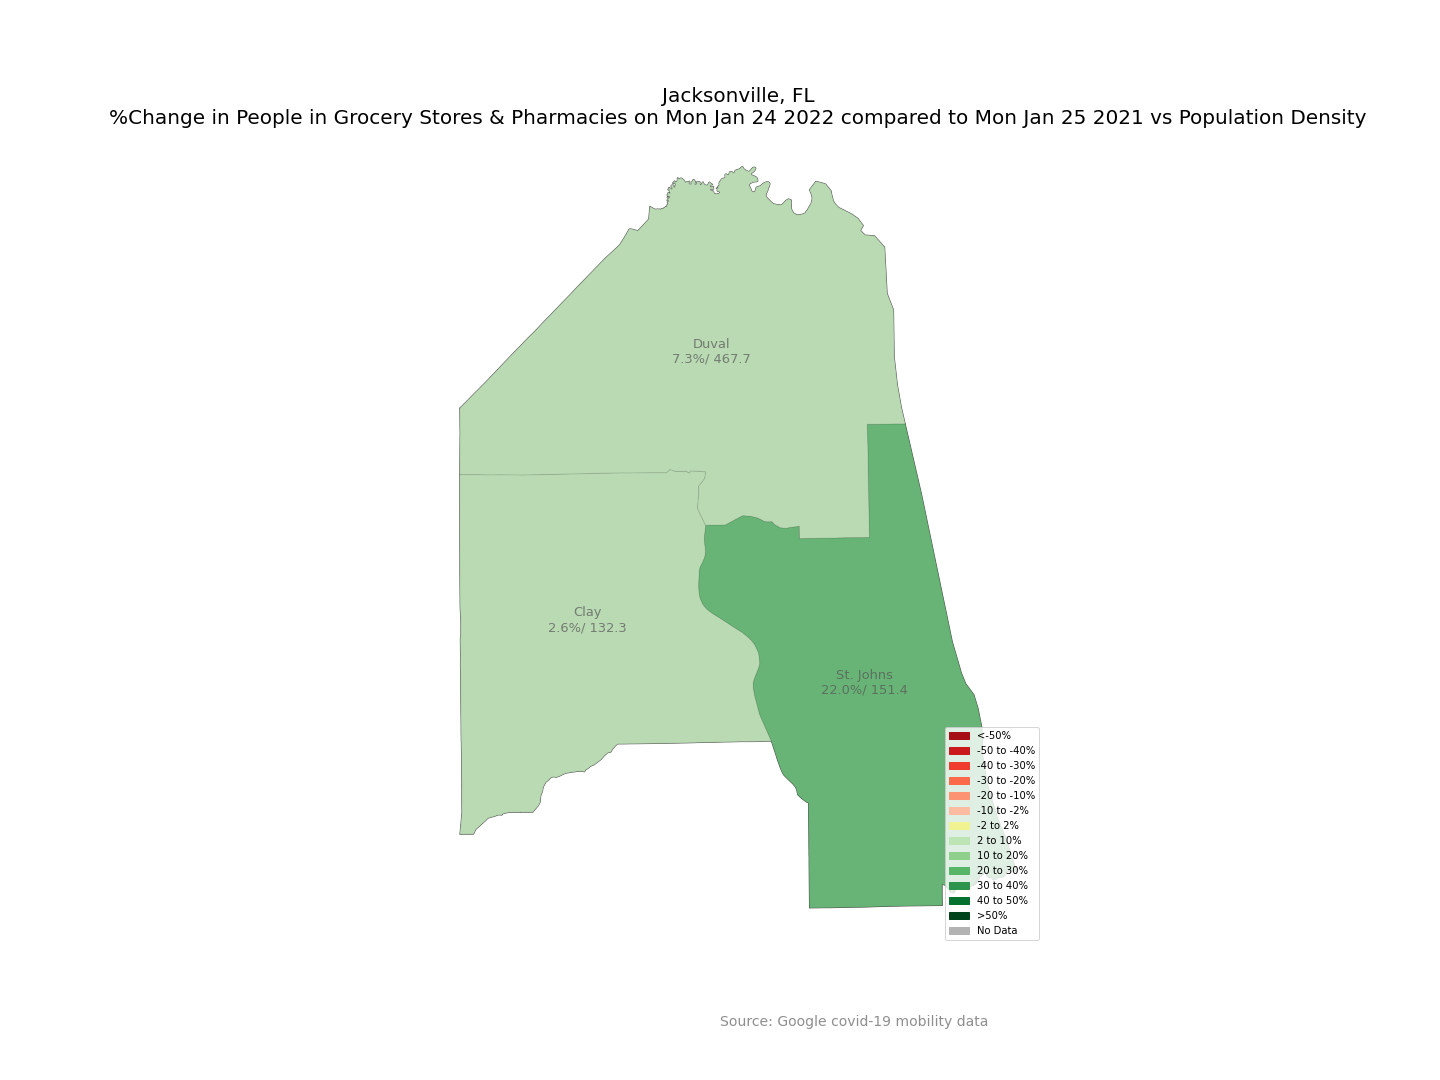 Jacksonville, FL
%Change in People in Grocery Stores & Pharmacies on Mon Jan 24 2022 compared to Mon Jan 25 2021 vs Population Density
Duval
7.3%/ 467.7
Clay
2.6%/ 132.3
St. Johns
22.0%/ 151.4
<-50%
-50 to -40%
-40 to -30%
-30 to -20%
-20 to -10%
-10 to -2%
-2 to 2%
2 to 10%
10 to 20%
20 to 30%
30 to 40%
40 to 50%
>50%
No Data
Source: Google covid-19 mobility data